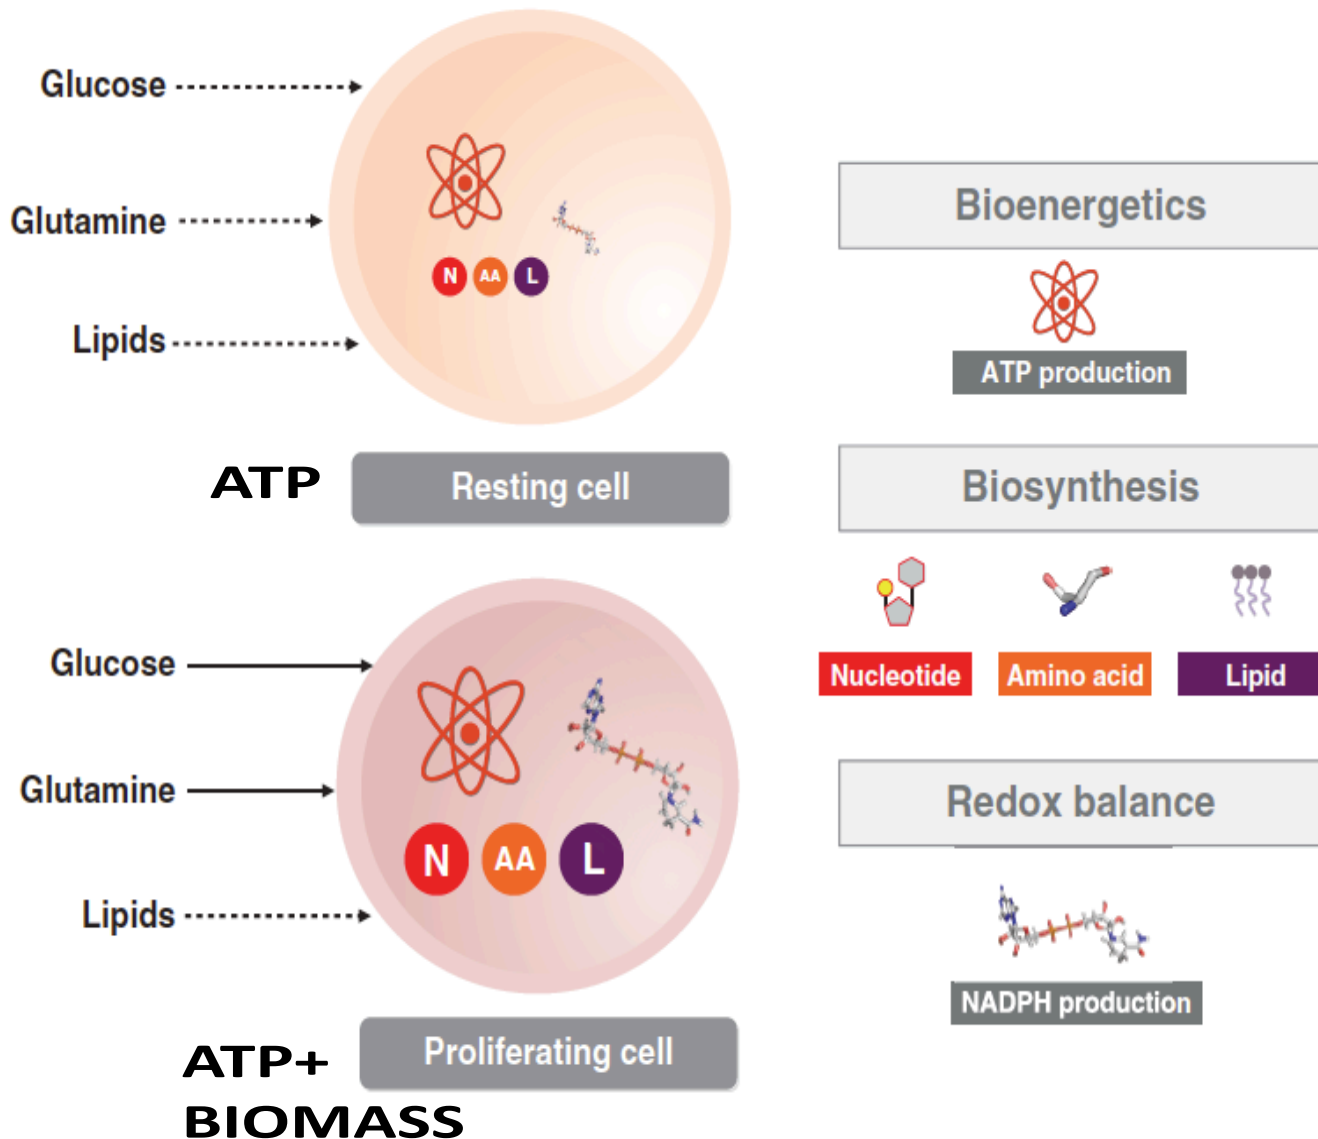 Glucose
Glutamine
Lipids
N AA L
ATP
Resting cell
Glucose
Glutamine
Lipids
N AA L
ATP+
BIOMASS
Proliferating cell
Bioenergetics
ATP production
Biosynthesis
Nucleotide Amino acid Lipid
Redox balance
NADPH production